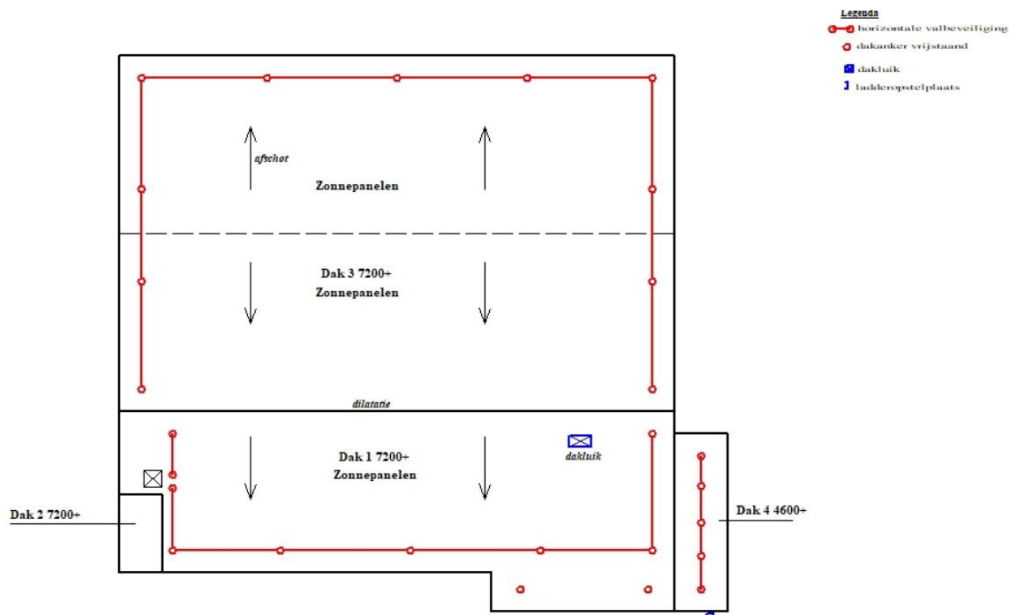 Legenda
horizontale valbeveiliging
dakanker vrijstaand
dakluik
ladderopstelplaats
afschot
Zonnepanelen
Dak 3 7200+
Zonnepanelen
dilatatie
Dak 1 7200+
Zonnepanelen
dakluik
Dak 2 7200+
Dak 4 4600+